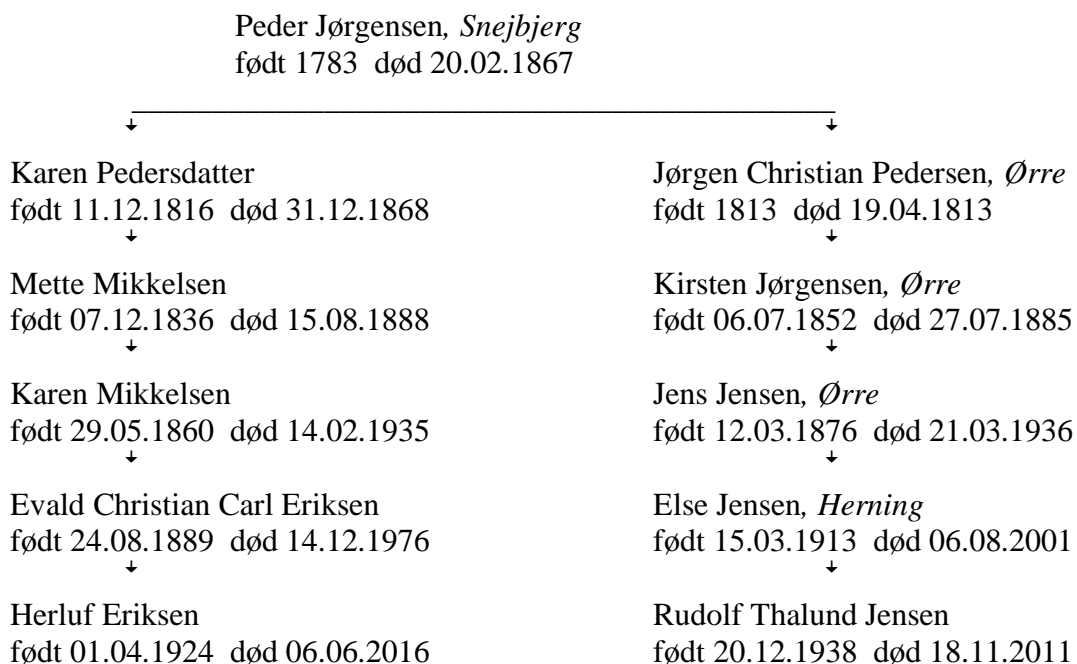 Peder Jørgensen, Snejbjerg
født 1783 død 20.02.1867
Karen Pedersdatter
født 11.12.1816 død 31.12.1868
Mette Mikkelsen
født 07.12.1836 død 15.08.1888
Karen Mikkelsen
født 29.05.1860 død 14.02.1935
Evald Christian Carl Eriksen
født 24.08.1889 død 14.12.1976
Herluf Eriksen
født 01.04.1924 død 06.06.2016
Jørgen Christian Pedersen, Ørre
født 1813 død 19.04.1813
Kirsten Jørgensen, Ørre
født 06.07.1852 død 27.07.1885
Jens Jensen, Ørre
født 12.03.1876 død 21.03.1936
Else Jensen, Herning
født 15.03.1913 død 06.08.2001
Rudolf Thalund Jensen
født 20.12.1938 død 18.11.2011